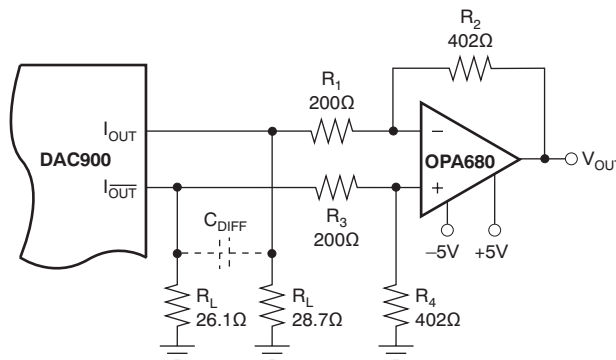 R2
402Ω
R1
200Ω
IOUT
DAC900
OPA680
VOUT
IOUT
R3
200Ω
CDIFF
–5V +5V
RL
26.1Ω
RL
28.7Ω
R4
402Ω
–
+